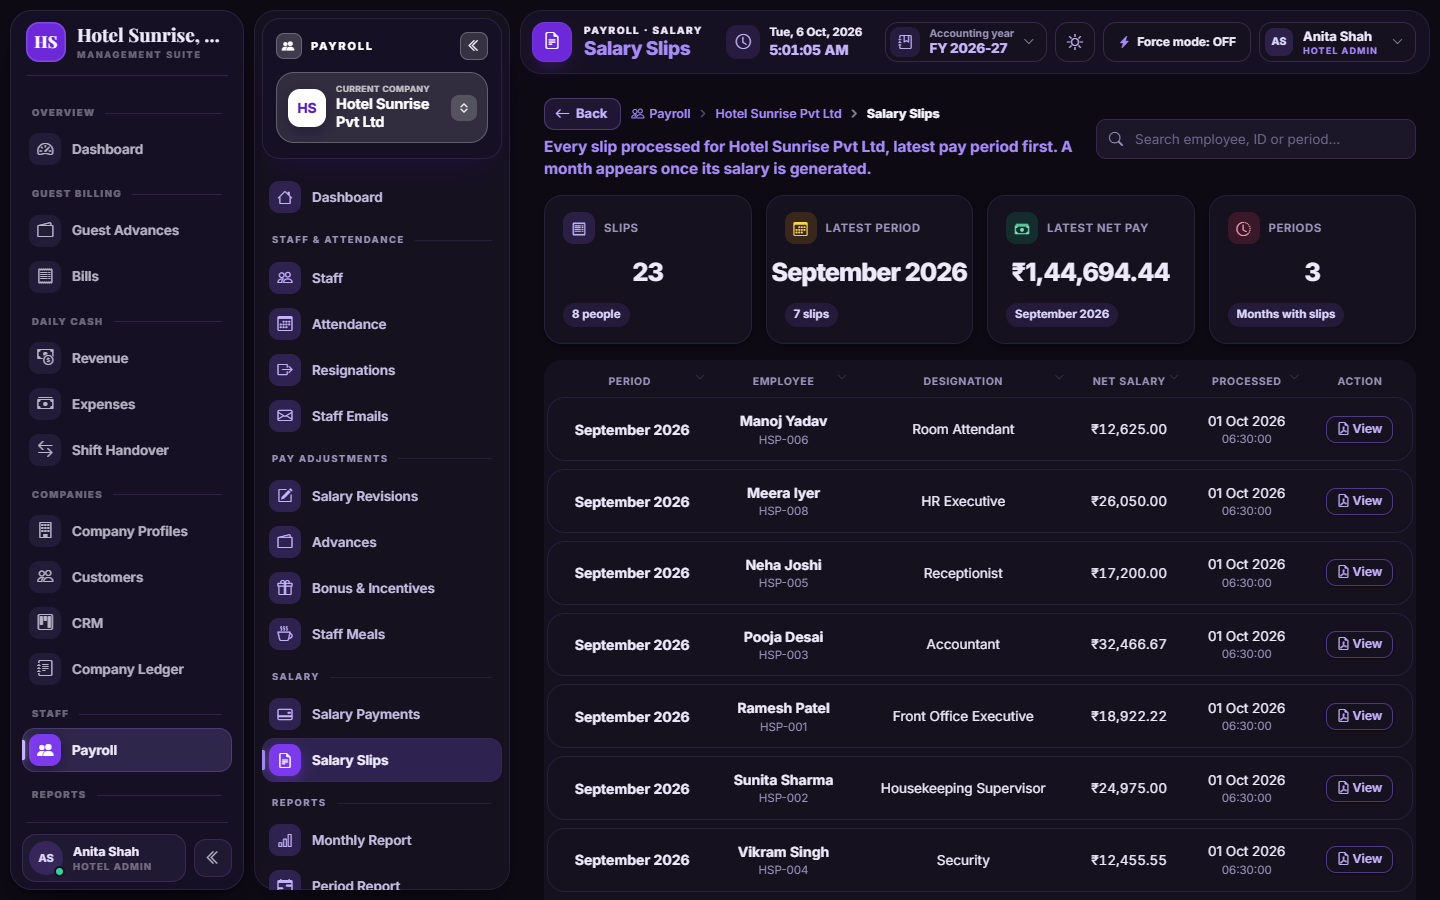 HS
Hotel Sunrise, ...
MANAGEMENT SUITE
OVERVIEW
Dashboard
GUEST BILLING
Guest Advances
Bills
DAILY CASH
Revenue
Expenses
Shift Handover
COMPANIES
Company Profiles
Customers
CRM
Company Ledger
STAFF
Payroll
REPORTS
AS
Anita Shah
HOTEL ADMIN
PAYROLL
HS
CURRENT COMPANY
Hotel Sunrise
Pvt Ltd
Dashboard
STAFF & ATTENDANCE
Staff
Attendance
Resignations
Staff Emails
PAY ADJUSTMENTS
Salary Revisions
Advances
Bonus & Incentives
Staff Meals
SALARY
Salary Payments
Salary Slips
REPORTS
Monthly Report
Period Report
PAYROLL · SALARY
Salary Slips
Tue, 6 Oct, 2026
5:01:05 AM
Accounting year
FY 2026-27
Force mode: OFF
AS
Anita Shah
HOTEL ADMIN
Back
Payroll
Hotel Sunrise Pvt Ltd
Salary Slips
Every slip processed for Hotel Sunrise Pvt Ltd, latest pay period first. A
month appears once its salary is generated.
Search employee, ID or period...
SLIPS
23
8 people
LATEST PERIOD
September 2026
7 slips
LATEST NET PAY
₹1,44,694.44
September 2026
PERIODS
3
Months with slips
PERIOD EMPLOYEE DESIGNATION NET SALARY PROCESSED ACTION
September 2026 Manoj Yadav Room Attendant ₹12,625.00 01 Oct 2026 View
HSP-006 06:30:00
September 2026 Meera Iyer HR Executive ₹26,050.00 01 Oct 2026 View
HSP-008 06:30:00
September 2026 Neha Joshi Receptionist ₹17,200.00 01 Oct 2026 View
HSP-005 06:30:00
September 2026 Pooja Desai Accountant ₹32,466.67 01 Oct 2026 View
HSP-003 06:30:00
September 2026 Ramesh Patel Front Office Executive ₹18,922.22 01 Oct 2026 View
HSP-001 06:30:00
September 2026 Sunita Sharma Housekeeping Supervisor ₹24,975.00 01 Oct 2026 View
HSP-002 06:30:00
September 2026 Vikram Singh Security ₹12,455.55 01 Oct 2026 View
HSP-004 06:30:00